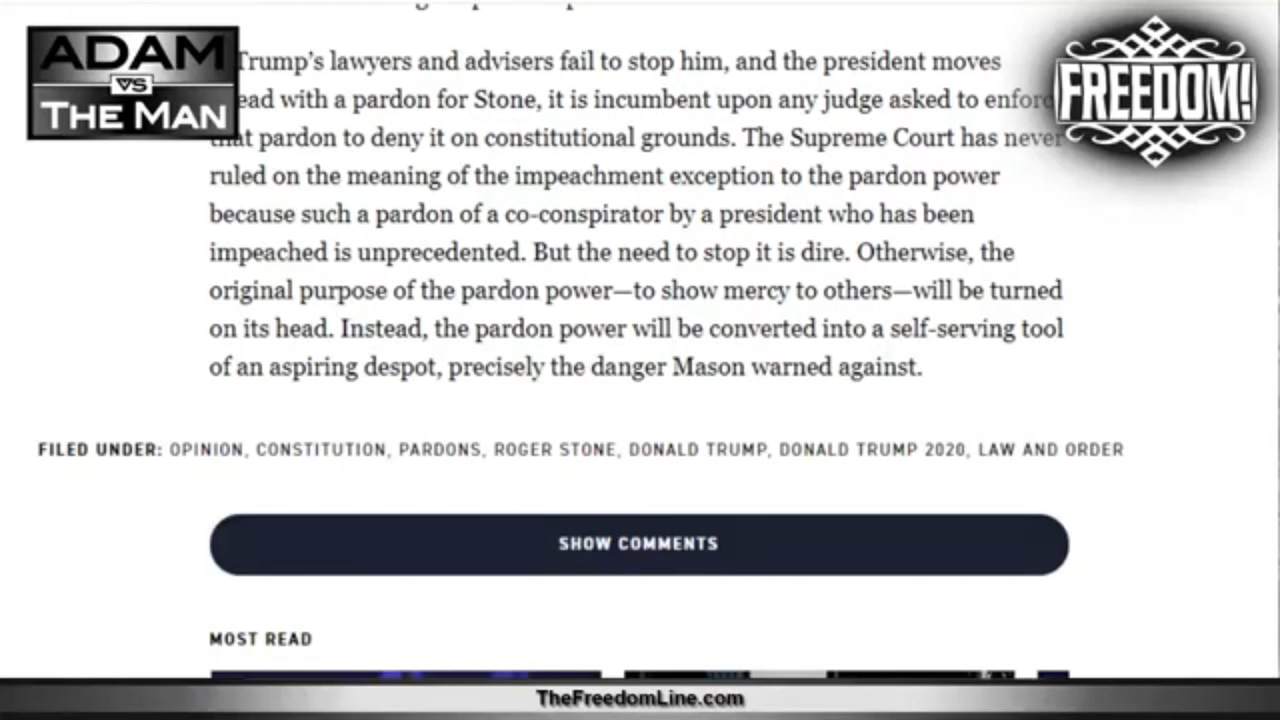 ADAM
VS
THE MAN
FREEDOM!
Trump's lawyers and advisers fail to stop him, and the president moves
with a pardon for Stone, it is incumbent upon any judge asked to
pardon to deny it on constitutional grounds. The Supreme Court has never
ruled on the meaning of the impeachment exception to the pardon power
because such a pardon of a co-conspirator by a president who has been
impeached is unprecedented. But the need to stop it is dire. Otherwise, the
original purpose of the pardon power—to show mercy to others—will be turned
on its head. Instead, the pardon power will be converted into a self-serving tool
of an aspiring despot, precisely the danger Mason warned against.
FILED UNDER: OPINION, CONSTITUTION, PARDONS, ROGER STONE, DONALD TRUMP, DONALD TRUMP 2020, LAW AND ORDER
SHOW COMMENTS
MOST READ
TheFreedomLine.com